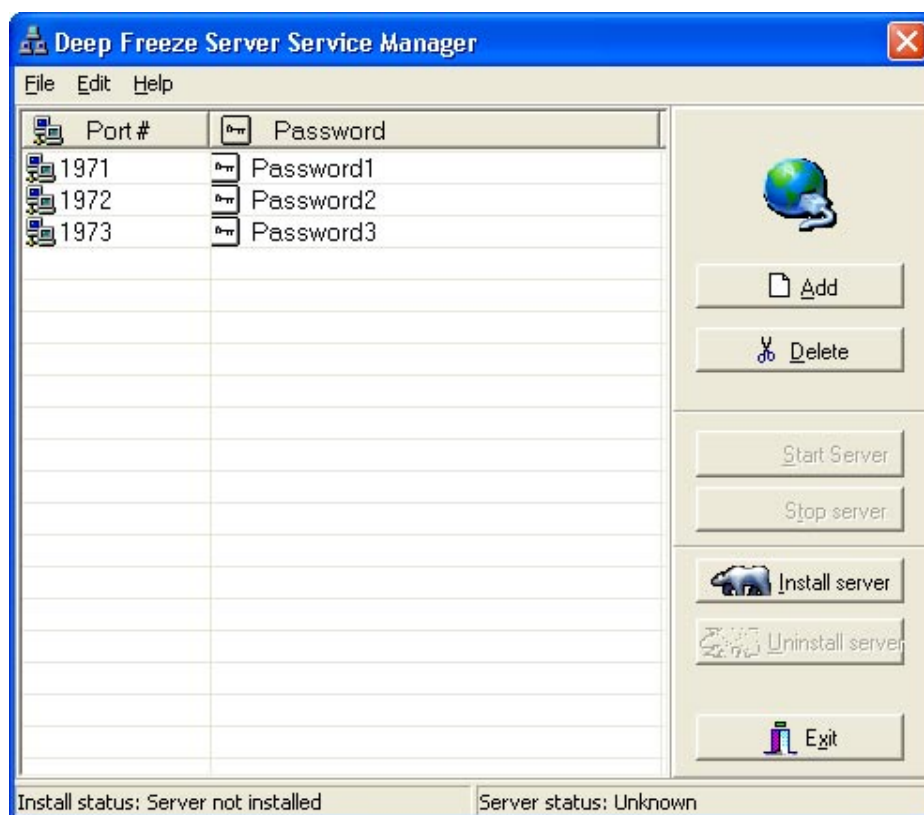 Deep Freeze Server Service Manager
File Edit Help
Port # Password
1971 Password1
1972 Password2
1973 Password3
Add
Delete
Start Server
Stop server
Install server
Uninstall server
Exit
Install status: Server not installed Server status: Unknown